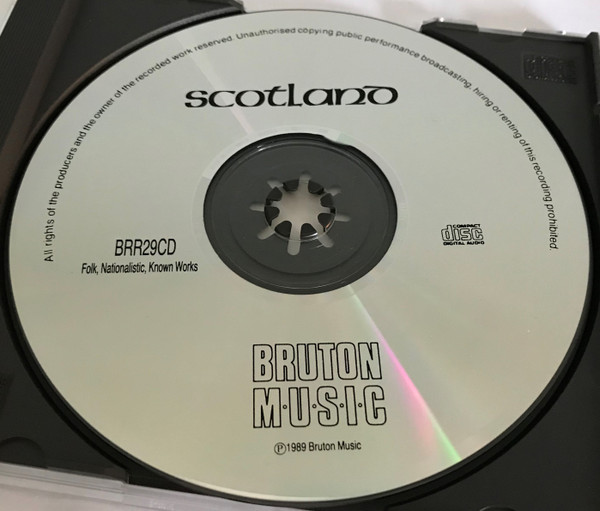 All rights of the producers and the owner of the recorded work reserved. Unauthorised copying public performance broadcasting, hiring or renting of this recording prohibited.
scotland
BRR29CD
Folk, Nationalistic, Known Works
COMPACT
disc
DIGITAL AUDIO
BRUTON
M·U·S·I·C
Ⓟ1989 Bruton Music